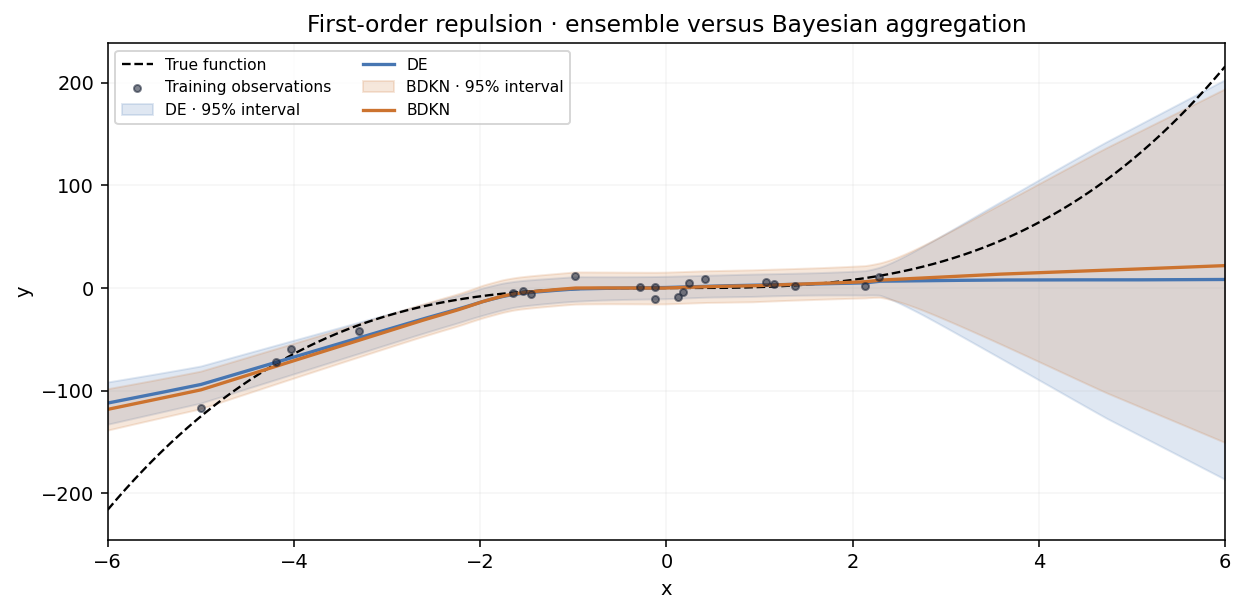 First-order repulsion · ensemble versus Bayesian aggregation
True function
Training observations
DE · 95% interval
DE
BDKN · 95% interval
BDKN
200
100
0
−100
−200
y
−6
−4
−2
0
2
4
6
x